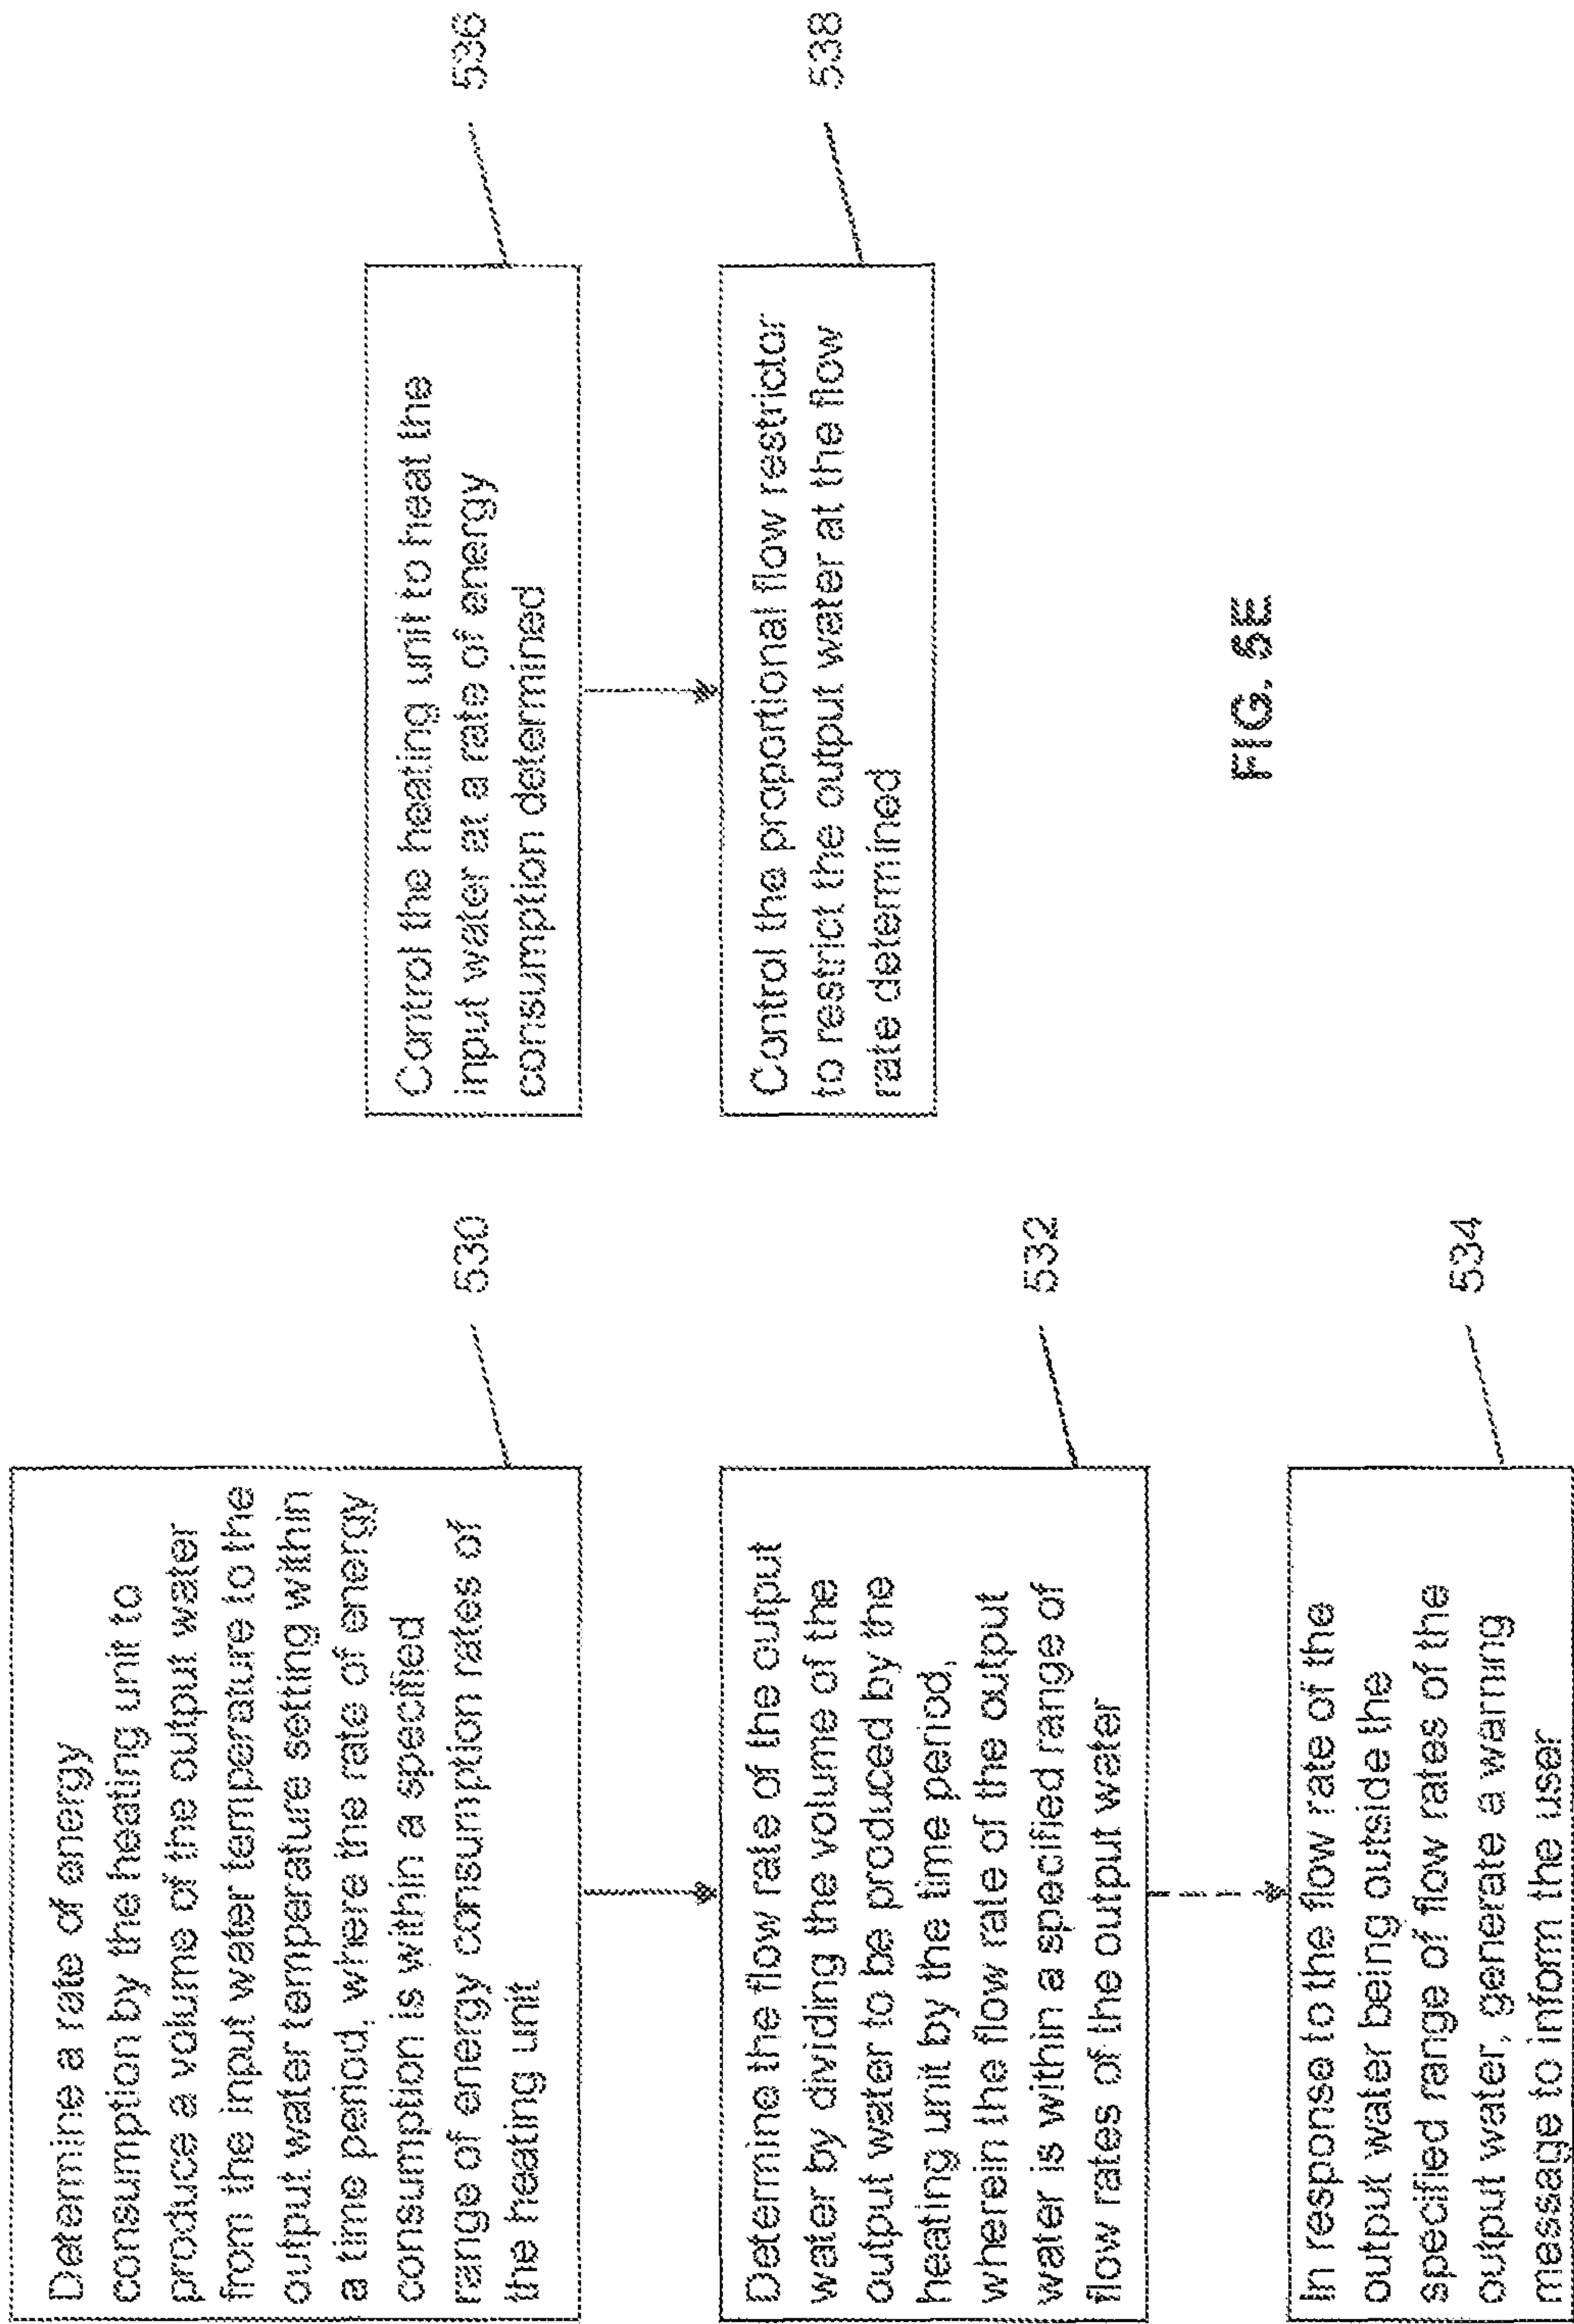 Determine a rate of energy
consumption by the heating unit to
produce a volume of the output water
from the input water temperature to the
output water temperature setting within
a time period, where the rate of energy
consumption is within a specified
range of energy consumption rates of
the heating unit
530
Determine the flow rate of the output
water by dividing the volume of the
output water to be produced by the
heating unit by the time period,
wherein the flow rate of the output
water is within a specified range of
flow rates of the output water
532
In response to the flow rate of the
output water being outside the
specified range of flow rates of the
output water, generate a warning
message to inform the user
534
Control the heating unit to heat the
input water at a rate of energy
consumption determined
536
Control the proportional flow restrictor
to restrict the output water at the flow
rate determined
538
FIG. 5E